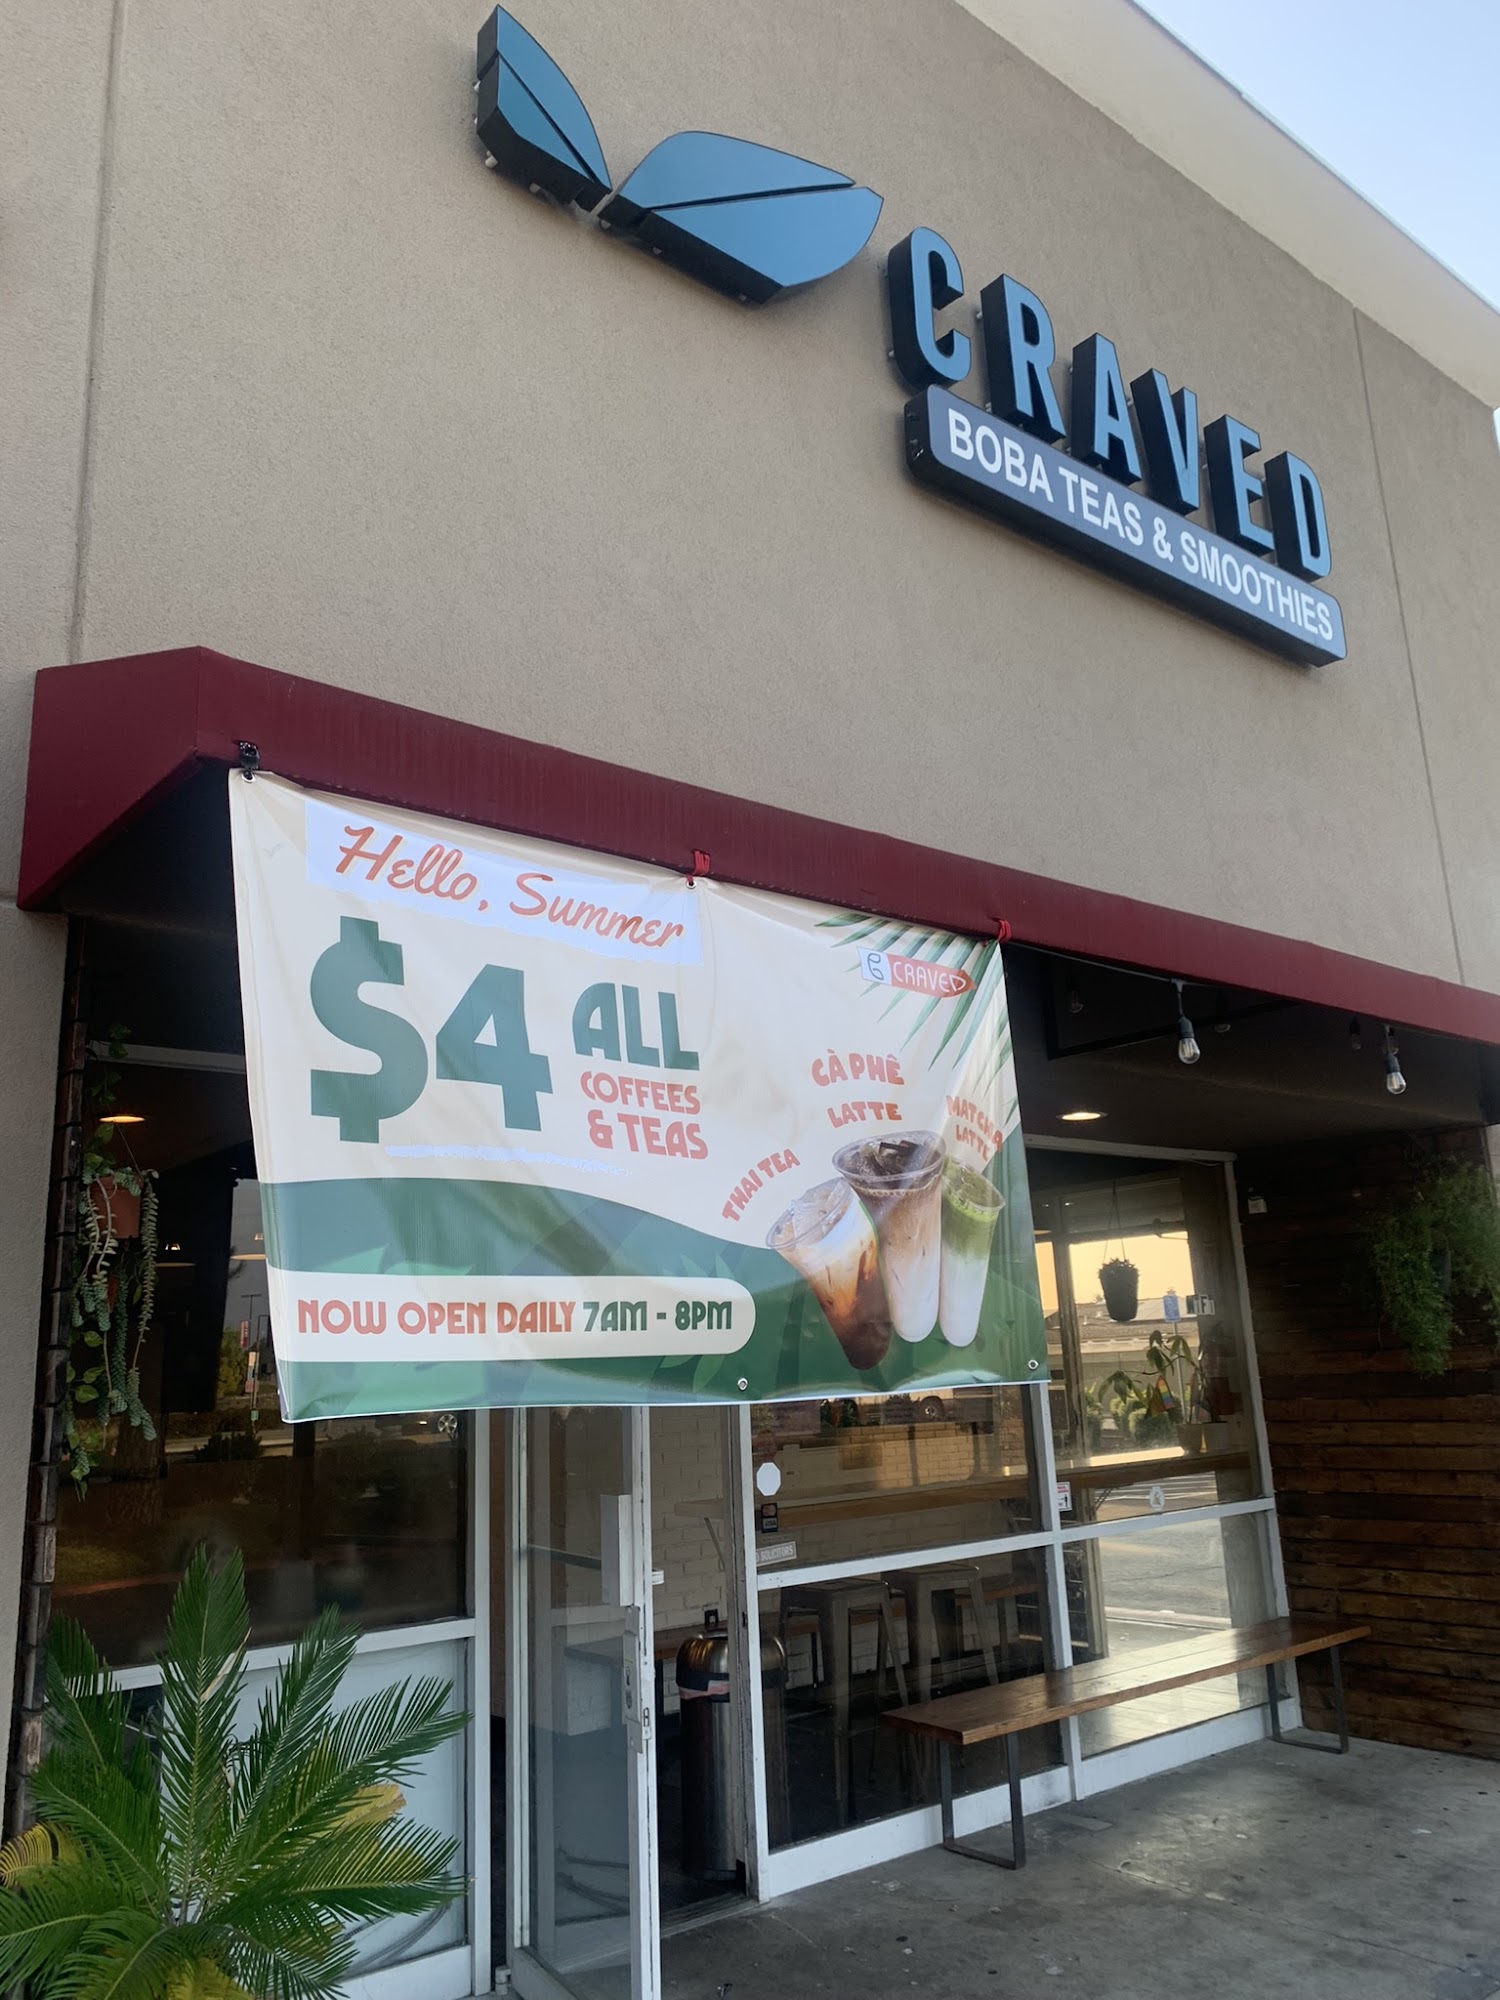 CRAVED
BOBA TEAS & SMOOTHIES
Hello, Summer
$4 ALL
COFFEES
& TEAS
CRAVED
CÀ PHÊ
LATTE
MATCHA
LATTE
THAI TEA
NOW OPEN DAILY 7AM - 8PM
SOLICITORS